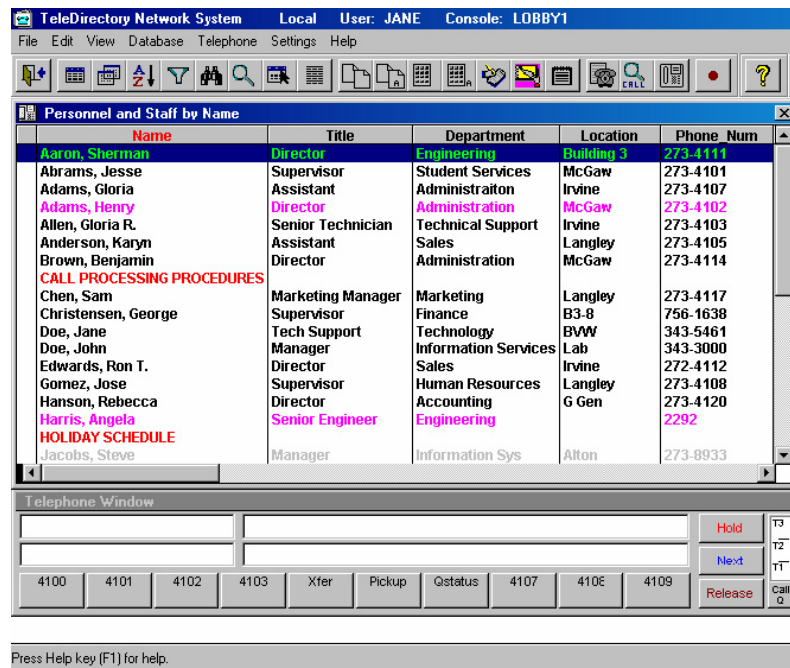 TeleDirectory Network System Local User: JANE Console: LOBBY1
File Edit View Database Telephone Settings Help
CALL
Personnel and Staff by Name
Name Title Department Location Phone_Num
Aaron, Sherman Director Engineering Building 3 273-4111
Abrams, Jesse Supervisor Student Services McGaw 273-4101
Adams, Gloria Assistant Administraiton Irvine 273-4107
Adams, Henry Director Administration McGaw 273-4102
Allen, Gloria R. Senior Technician Technical Support Irvine 273-4103
Anderson, Karyn Assistant Sales Langley 273-4105
Brown, Benjamin Director Administration McGaw 273-4114
CALL PROCESSING PROCEDURES
Chen, Sam Marketing Manager Marketing Langley 273-4117
Christensen, George Supervisor Finance B3-8 756-1638
Doe, Jane Tech Support Technology BVW 343-5461
Doe, John Manager Information Services Lab 343-3000
Edwards, Ron T. Director Sales Irvine 272-4112
Gomez, Jose Supervisor Human Resources Langley 273-4108
Hanson, Rebecca Director Accounting G Gen 273-4120
Harris, Angela Senior Engineer Engineering 2292
HOLIDAY SCHEDULE
Jacobs, Steve Manager Information Sys Alton 273-8933
Telephone Window
Hold T3
T2
Next T1
4100 4101 4102 4103 Xfer Pickup Qstatus 4107 4108 4109
Release Call Q
Press Help key (F1) for help.